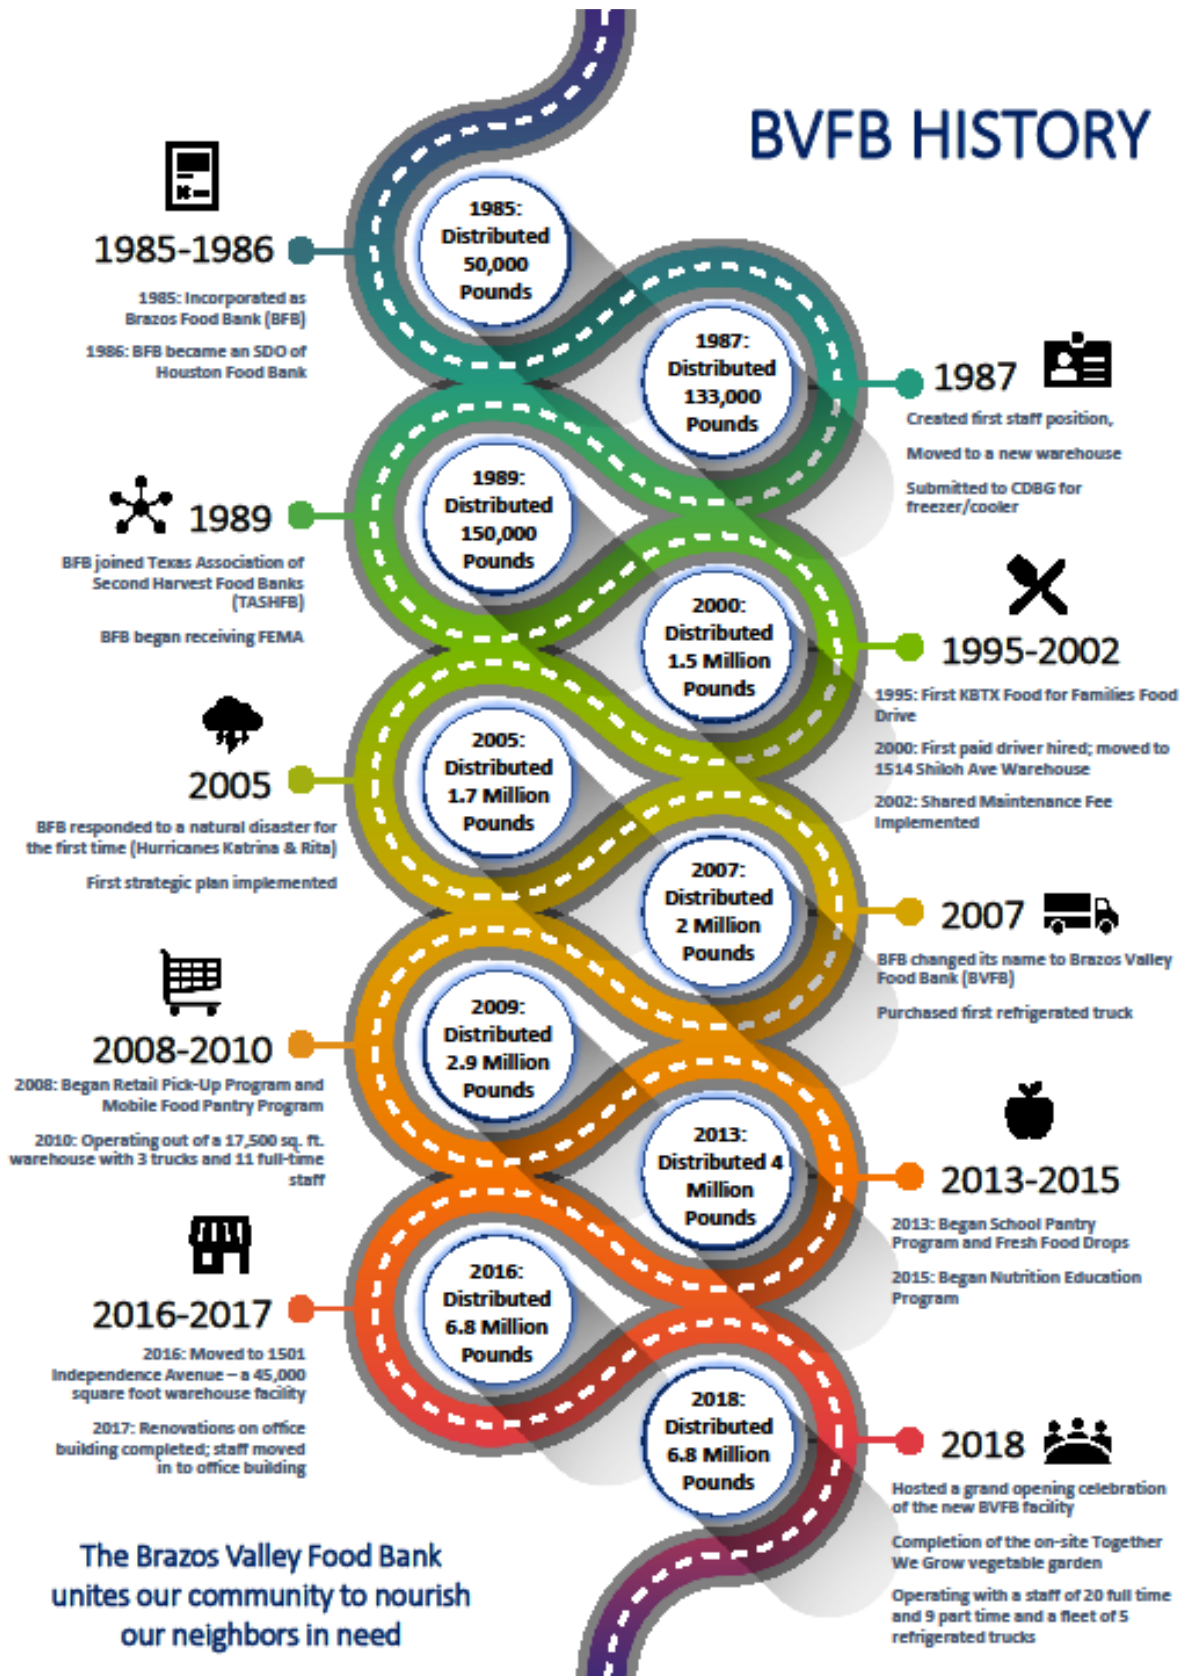 BVFB HISTORY
1985-1986
1985: Incorporated as
Brazos Food Bank (BFB)
1986: BFB became an SDO of
Houston Food Bank
1985:
Distributed
50,000
Pounds
1987:
Distributed
133,000
Pounds
1987
Created first staff position,
Moved to a new warehouse
Submitted to CDBG for
freezer/cooler
1989
BFB joined Texas Association of
Second Harvest Food Banks
(TASHFB)
BFB began receiving FEMA
1989:
Distributed
150,000
Pounds
2000:
Distributed
1.5 Million
Pounds
1995-2002
1995: First KBTX Food for Families Food
Drive
2000: First paid driver hired; moved to
1514 Shiloh Ave Warehouse
2002: Shared Maintenance Fee
Implemented
2005
BFB responded to a natural disaster for
the first time (Hurricanes Katrina & Rita)
First strategic plan implemented
2005:
Distributed
1.7 Million
Pounds
2007:
Distributed
2 Million
Pounds
2007
BFB changed its name to Brazos Valley
Food Bank (BVFB)
Purchased first refrigerated truck
2008-2010
2008: Began Retail Pick-Up Program and
Mobile Food Pantry Program
2010: Operating out of a 17,500 sq. ft.
warehouse with 3 trucks and 11 full-time
staff
2009:
Distributed
2.9 Million
Pounds
2013:
Distributed 4
Million
Pounds
2013-2015
2013: Began School Pantry
Program and Fresh Food Drops
2015: Began Nutrition Education
Program
2016-2017
2016: Moved to 1501
Independence Avenue – a 45,000
square foot warehouse facility
2017: Renovations on office
building completed; staff moved
in to office building
2016:
Distributed
6.8 Million
Pounds
2018:
Distributed
6.8 Million
Pounds
2018
Hosted a grand opening celebration
of the new BVFB facility
Completion of the on-site Together
We Grow vegetable garden
Operating with a staff of 20 full time
and 9 part time and a fleet of 5
refrigerated trucks
The Brazos Valley Food Bank
unites our community to nourish
our neighbors in need